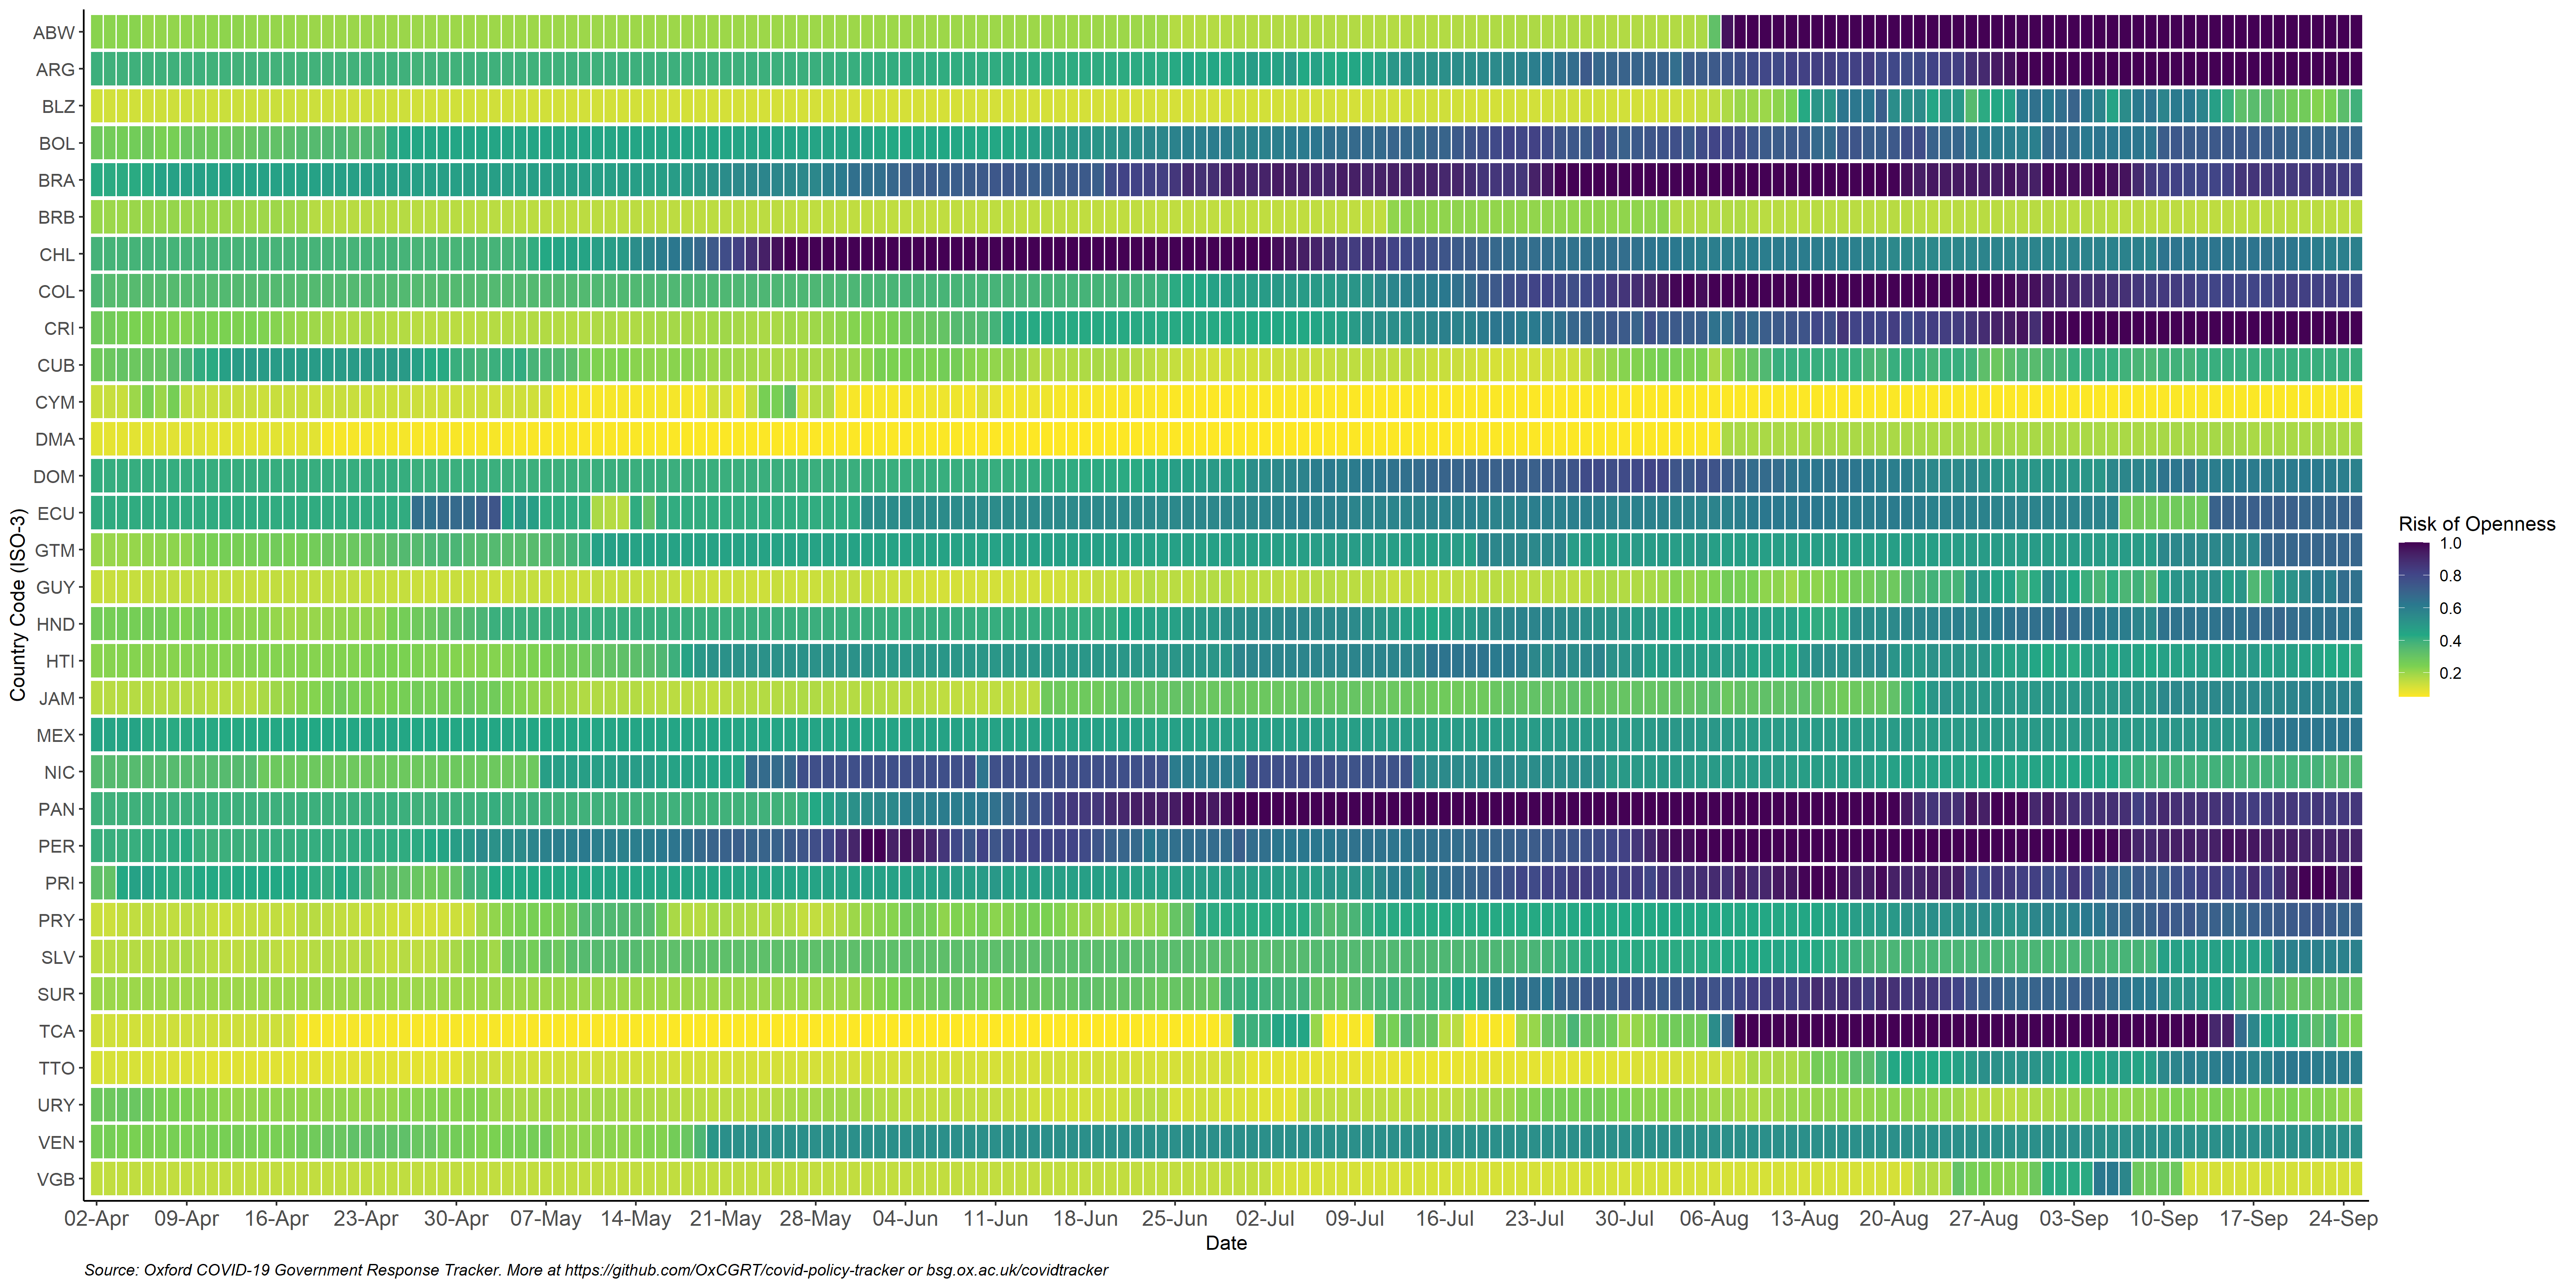 ABW
ARG
BLZ
BOL
BRA
BRB
CHL
COL
CRI
CUB
CYM
DMA
DOM
ECU
GTM
GUY
HND
HTI
JAM
MEX
NIC
PAN
PER
PRI
PRY
SLV
SUR
TCA
TTO
URY
VEN
VGB
Country Code (ISO-3)
02-Apr 09-Apr 16-Apr 23-Apr 30-Apr 07-May 14-May 21-May 28-May 04-Jun 11-Jun 18-Jun 25-Jun 02-Jul 09-Jul 16-Jul 23-Jul 30-Jul 06-Aug 13-Aug 20-Aug 27-Aug 03-Sep 10-Sep 17-Sep 24-Sep
Date
Risk of Openness
1.0
0.8
0.6
0.4
0.2
Source: Oxford COVID-19 Government Response Tracker. More at https://github.com/OxCGRT/covid-policy-tracker or bsg.ox.ac.uk/covidtracker